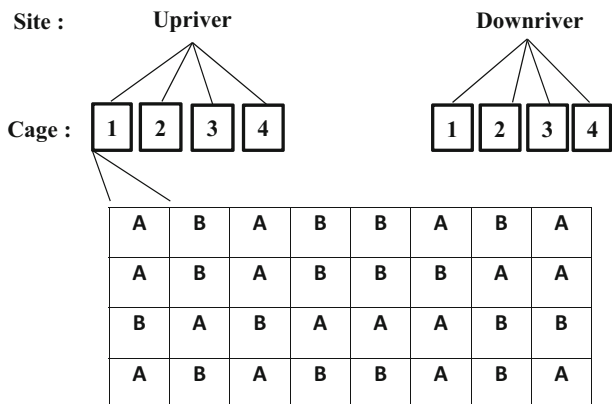 Site : Upriver Downriver
Cage : 1 2 3 4 1 2 3 4
A B A B B A B A
A B A B B B A A
B A B A A A B B
A B A B B A B A